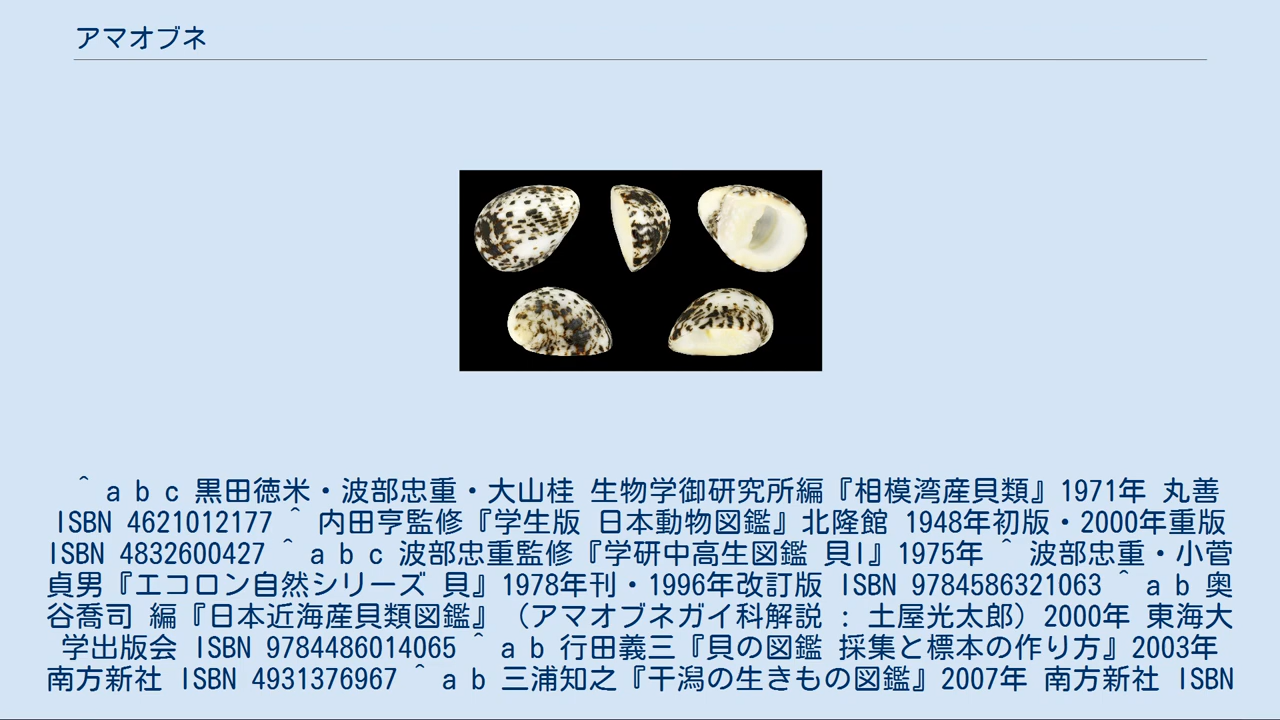 アマオブネ
^ a b c 黒田徳米・波部忠重・大山桂 生物学御研究所編『相模湾産貝類』1971年 丸善
ISBN 4621012177 ^ 内田亨監修『学生版 日本動物図鑑』北隆館 1948年初版・2000年重版
ISBN 4832600427 ^ a b c 波部忠重監修『学研中高生図鑑 貝I』1975年 ^ 波部忠重・小菅
貞男『エコロン自然シリーズ 貝』1978年刊・1996年改訂版 ISBN 9784586321063 ^ a b 奥
谷喬司 編『日本近海産貝類図鑑』（アマオブネガイ科解説 : 土屋光太郎）2000年 東海大
学出版会 ISBN 9784486014065 ^ a b 行田義三『貝の図鑑 採集と標本の作り方』2003年
南方新社 ISBN 4931376967 ^ a b 三浦知之『干潟の生きもの図鑑』2007年 南方新社 ISBN